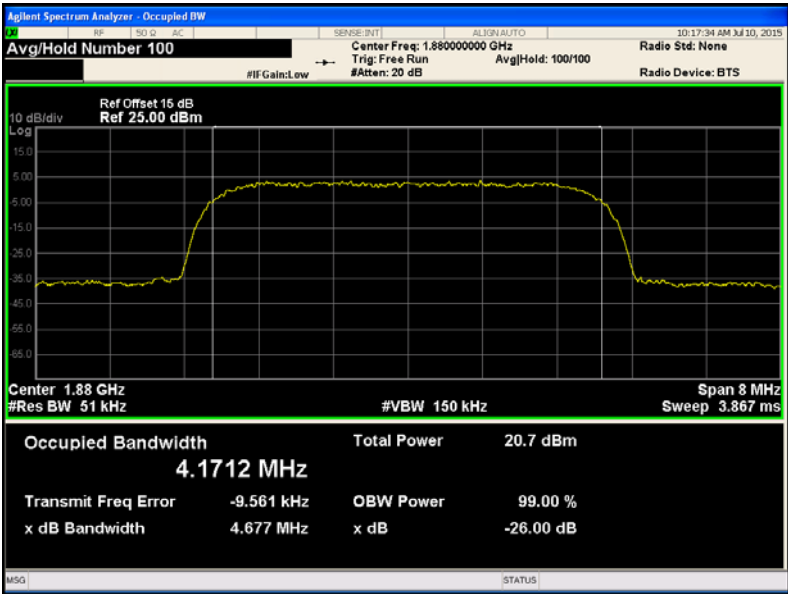 Agilent Spectrum Analyzer - Occupied BW
LXI RF 50 Ω AC SENSE:INT ALIGN AUTO 10:17:34 AM Jul 10, 2015
Avg/Hold Number 100 Center Freq: 1.880000000 GHz Radio Std: None
Trig: Free Run Avg|Hold: 100/100
#IFGain:Low #Atten: 20 dB Radio Device: BTS
Ref Offset 15 dB
10 dB/div Ref 25.00 dBm
Log
15.0
5.00
-5.00
-15.0
-25.0
-35.0
-45.0
-55.0
-65.0
Center 1.88 GHz Span 8 MHz
#Res BW 51 kHz #VBW 150 kHz Sweep 3.867 ms
Occupied Bandwidth Total Power 20.7 dBm
4.1712 MHz
Transmit Freq Error -9.561 kHz OBW Power 99.00 %
x dB Bandwidth 4.677 MHz x dB -26.00 dB
MSG STATUS